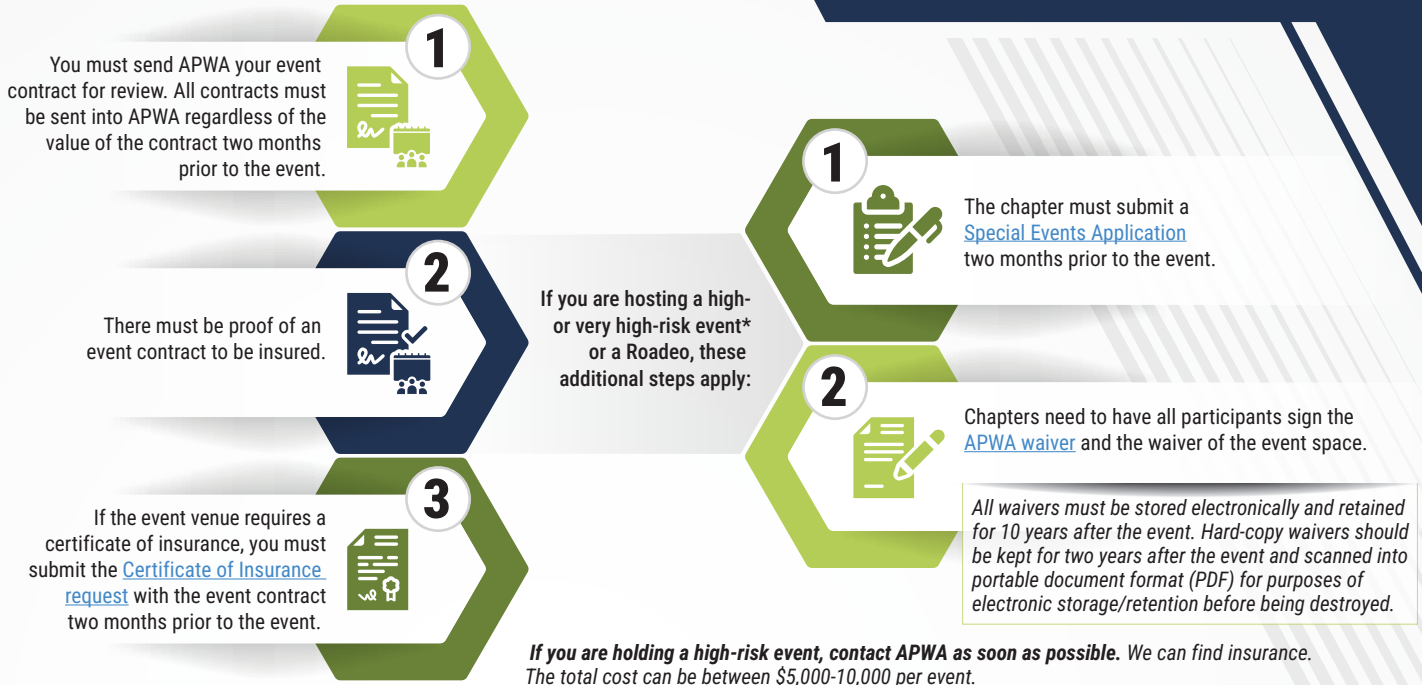 1
You must send APWA your event
contract for review. All contracts must
be sent into APWA regardless of the
value of the contract two months
prior to the event.
2
There must be proof of an
event contract to be insured.
3
If the event venue requires a
certificate of insurance, you must
submit the Certificate of Insurance
request with the event contract
two months prior to the event.
If you are hosting a high-
or very high-risk event*
or a Roadeo, these
additional steps apply:
1
The chapter must submit a
Special Events Application
two months prior to the event.
2
Chapters need to have all participants sign the
APWA waiver and the waiver of the event space.
All waivers must be stored electronically and retained
for 10 years after the event. Hard-copy waivers should
be kept for two years after the event and scanned into
portable document format (PDF) for purposes of
electronic storage/retention before being destroyed.
If you are holding a high-risk event, contact APWA as soon as possible. We can find insurance.
The total cost can be between $5,000-10,000 per event.